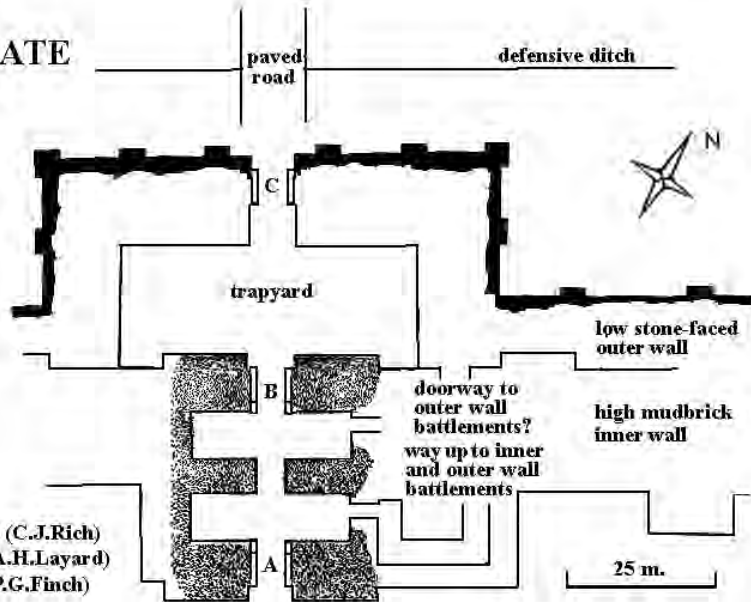 ATE
paved
road
defensive ditch
N
C
trapyard
low stone-faced
outer wall
B
doorway to
outer wall
battlements?
high mudbrick
inner wall
way up to inner
and outer wall
battlements
(C.J.Rich)
A.H.Layard)
P.G.Finch)
A
25 m.